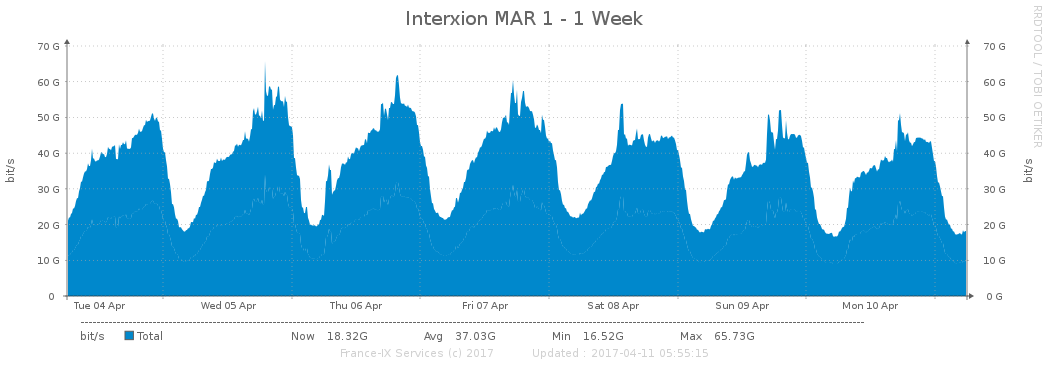 Interxion MAR 1 - 1 Week
RRDTOOL / TOBI OETIKER
70 G 70 G
60 G 60 G
50 G 50 G
40 G 40 G
bit/s bit/s
30 G 30 G
20 G 20 G
10 G 10 G
0 0 G
Tue 04 Apr Wed 05 Apr Thu 06 Apr Fri 07 Apr Sat 08 Apr Sun 09 Apr Mon 10 Apr
bit/s Total Now 18.32G Avg 37.03G Min 16.52G Max 65.73G
France-IX Services (c) 2017 Updated : 2017-04-11 05:55:15